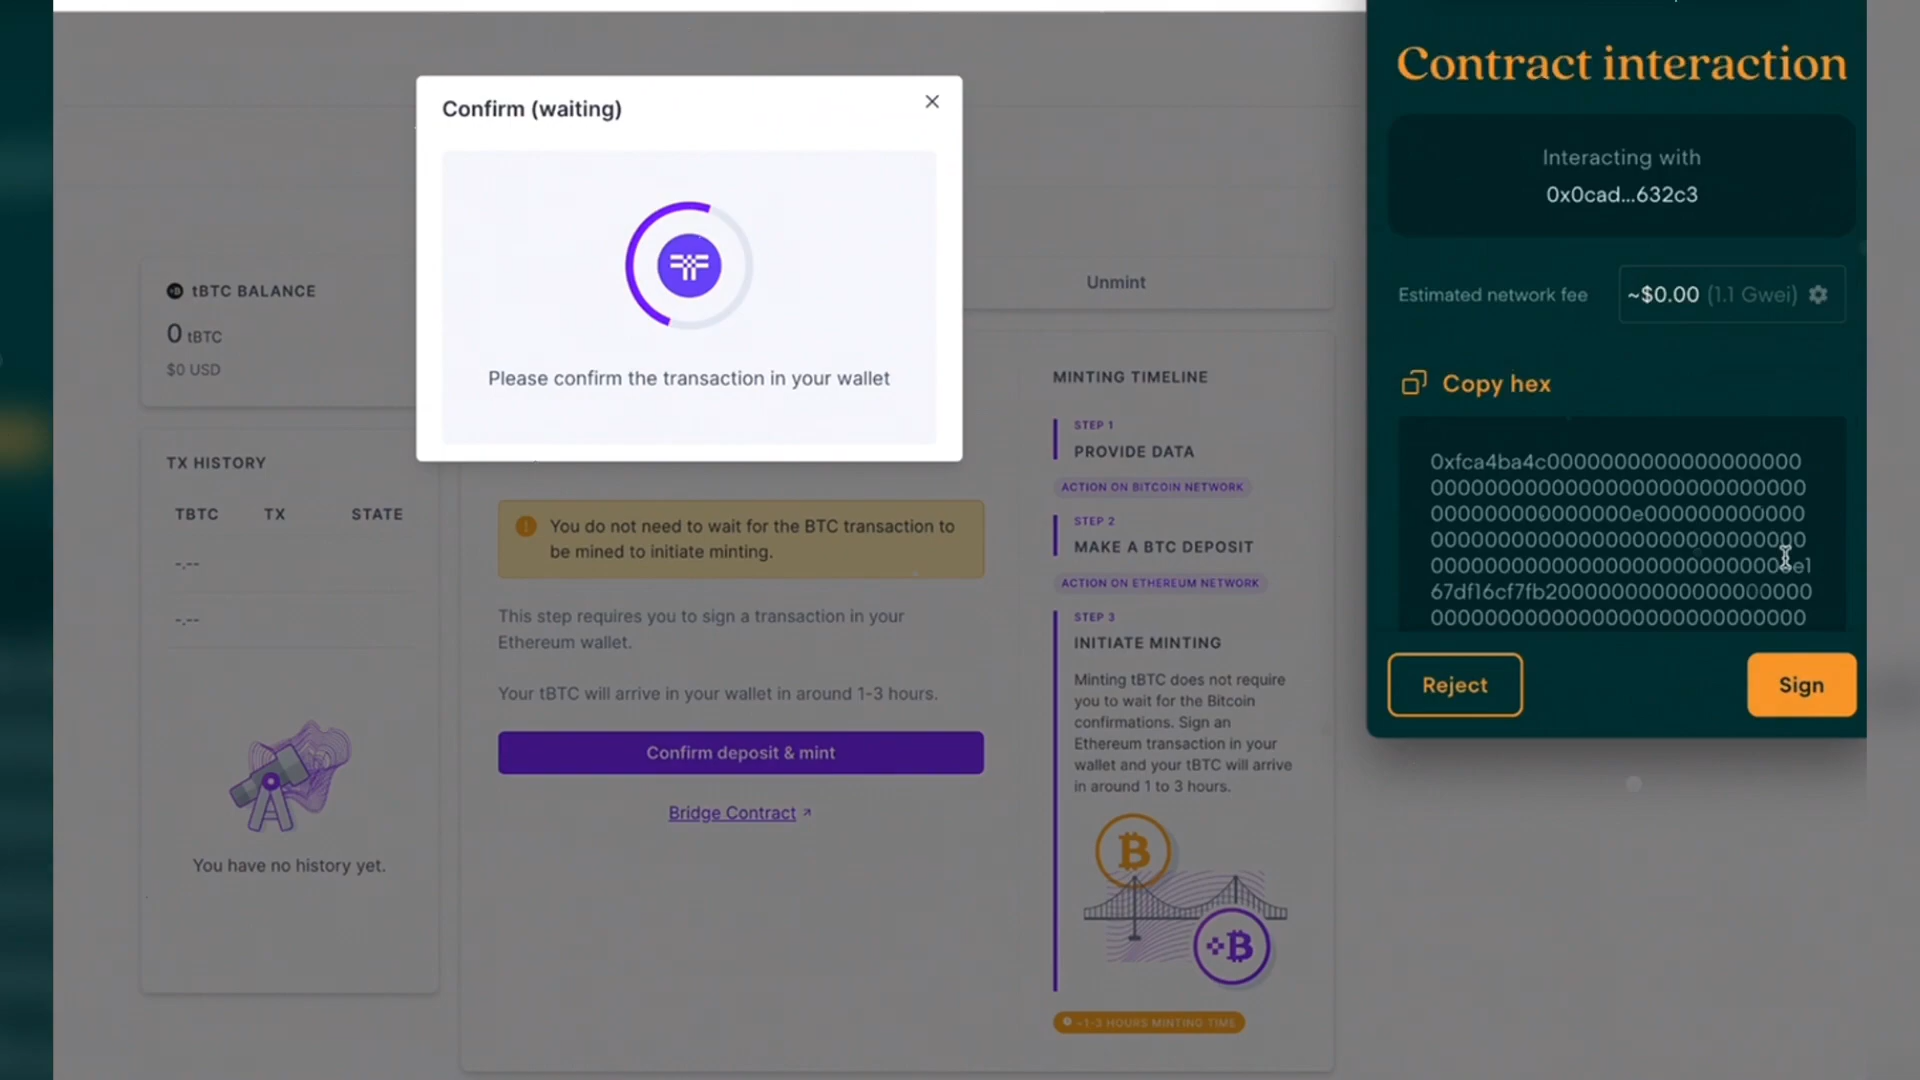 Confirm (waiting)
Please confirm the transaction in your wallet
tBTC BALANCE
0 tBTC
$0 USD
TX HISTORY
TBTC TX STATE
-.--
-.--
You have no history yet.
Unmint
You do not need to wait for the BTC transaction to
be mined to initiate minting.
This step requires you to sign a transaction in your
Ethereum wallet.
Your tBTC will arrive in your wallet in around 1-3 hours.
Confirm deposit & mint
Bridge Contract ↗
MINTING TIMELINE
STEP 1
PROVIDE DATA
ACTION ON BITCOIN NETWORK
STEP 2
MAKE A BTC DEPOSIT
ACTION ON ETHEREUM NETWORK
STEP 3
INITIATE MINTING
Minting tBTC does not require
you to wait for the Bitcoin
confirmations. Sign an
Ethereum transaction in your
wallet and your tBTC will arrive
in around 1 to 3 hours.
~1-3 HOURS MINTING TIME
Contract interaction
Interacting with
0x0cad...632c3
Estimated network fee
~$0.00 (1.1 Gwei)
Copy hex
0xfca4ba4c0000000000000000000
0000000000000000000000000000
000000000000000e000000000000
0000000000000000000000000000
67df16cf7fb20000000000000000000
0000000000000000000000000000
Reject
Sign